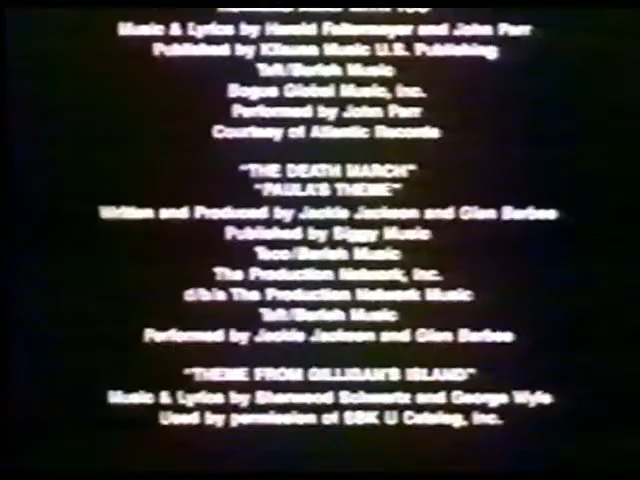 Music & Lyrics by Harold Faltermeyer and John Parr
Published by Kilauea Music U.S. Publishing
Taft/Barish Music
Bogus Global Music, Inc.
Performed by John Parr
Courtesy of Atlantic Records
"THE DEATH MARCH"
"PAULA'S THEME"
Written and Produced by Jackie Jackson and Glen Barbee
Published by Siggy Music
Taco/Barish Music
The Production Network, Inc.
d/b/a The Production Network Music
Taft/Barish Music
Performed by Jackie Jackson and Glen Barbee
"THEME FROM GILLIGAN'S ISLAND"
Music & Lyrics by Sherwood Schwartz and George Wyle
Used by permission of SBK U Catalog, Inc.